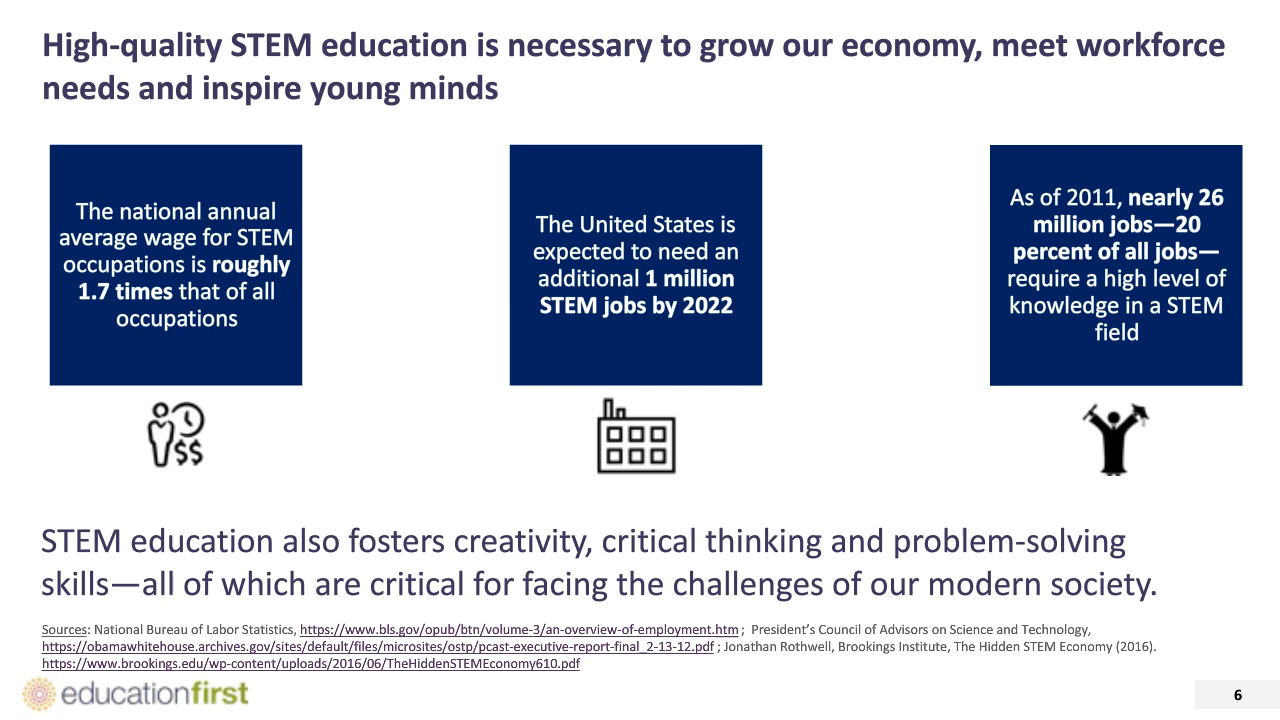 High-quality STEM education is necessary to grow our economy, meet workforce
needs and inspire young minds
The national annual
average wage for STEM
occupations is roughly
1.7 times that of all
occupations
The United States is
expected to need an
additional 1 million
STEM jobs by 2022
As of 2011, nearly 26
million jobs—20
percent of all jobs—
require a high level of
knowledge in a STEM
field
$$
STEM education also fosters creativity, critical thinking and problem-solving
skills—all of which are critical for facing the challenges of our modern society.
Sources: National Bureau of Labor Statistics, https://www.bls.gov/opub/btn/volume-3/an-overview-of-employment.htm ; President’s Council of Advisors on Science and Technology,
https://obamawhitehouse.archives.gov/sites/default/files/microsites/ostp/pcast-executive-report-final_2-13-12.pdf ; Jonathan Rothwell, Brookings Institute, The Hidden STEM Economy (2016).
https://www.brookings.edu/wp-content/uploads/2016/06/TheHiddenSTEMEconomy610.pdf
educationfirst
6